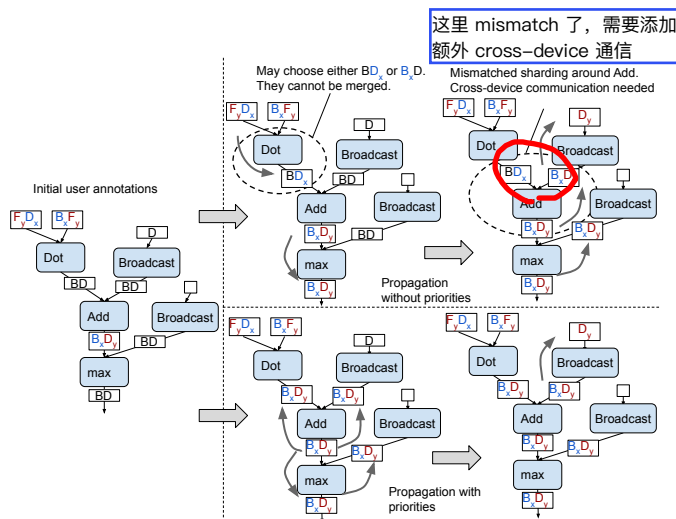 这里 mismatch 了，需要添加
额外 cross-device 通信
May choose either BDₓ or BₓD.
They cannot be merged.
Mismatched sharding around Add.
Cross-device communication needed
FyDₓ
BₓFy
D
Dot
Broadcast
BDₓ
BD
Add
Broadcast
BₓDy
BD
max
BₓDy
Propagation
without priorities
FyDₓ
BₓFy
Dy
Dot
Broadcast
BDₓ
BₓD
Add
Broadcast
BₓDy
BₓDy
max
BₓDy
Initial user annotations
FyDₓ
BₓFy
D
Dot
Broadcast
BD
BD
Add
Broadcast
BₓDy
BD
max
BD
FyDₓ
BₓFy
D
Dot
Broadcast
BₓDy
BₓDy
Add
Broadcast
BₓDy
BₓDy
max
BₓDy
Propagation with
priorities
FyDₓ
BₓFy
Dy
Dot
Broadcast
BₓDy
BₓDy
Add
Broadcast
BₓDy
BₓDy
max
BₓDy